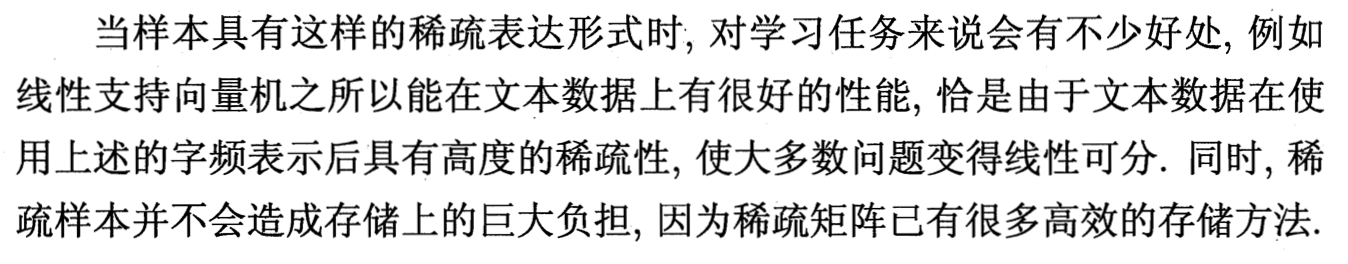 当样本具有这样的稀疏表达形式时, 对学习任务来说会有不少好处, 例如
线性支持向量机之所以能在文本数据上有很好的性能, 恰是由于文本数据在使
用上述的字频表示后具有高度的稀疏性, 使大多数问题变得线性可分. 同时, 稀
疏样本并不会造成存储上的巨大负担, 因为稀疏矩阵已有很多高效的存储方法.